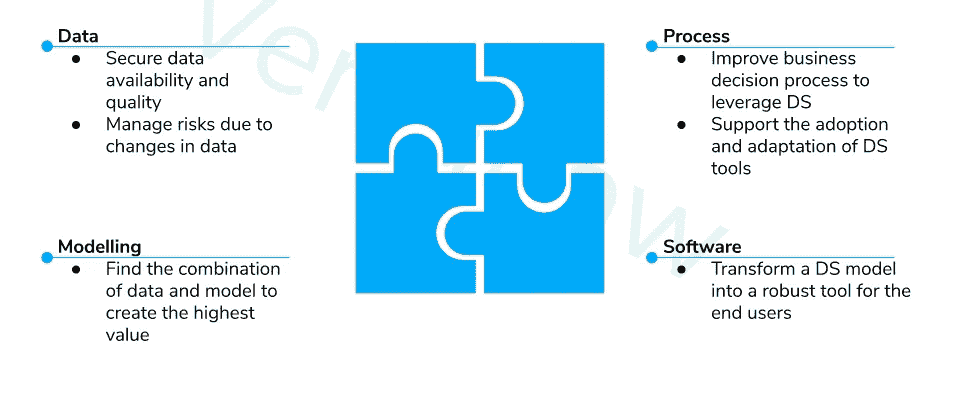 Data
● Secure data
availability and
quality
● Manage risks due to
changes in data
Process
● Improve business
decision process to
leverage DS
● Support the adoption
and adaptation of DS
tools
Modelling
● Find the combination
of data and model to
create the highest
value
Software
● Transform a DS model
into a robust tool for the
end users